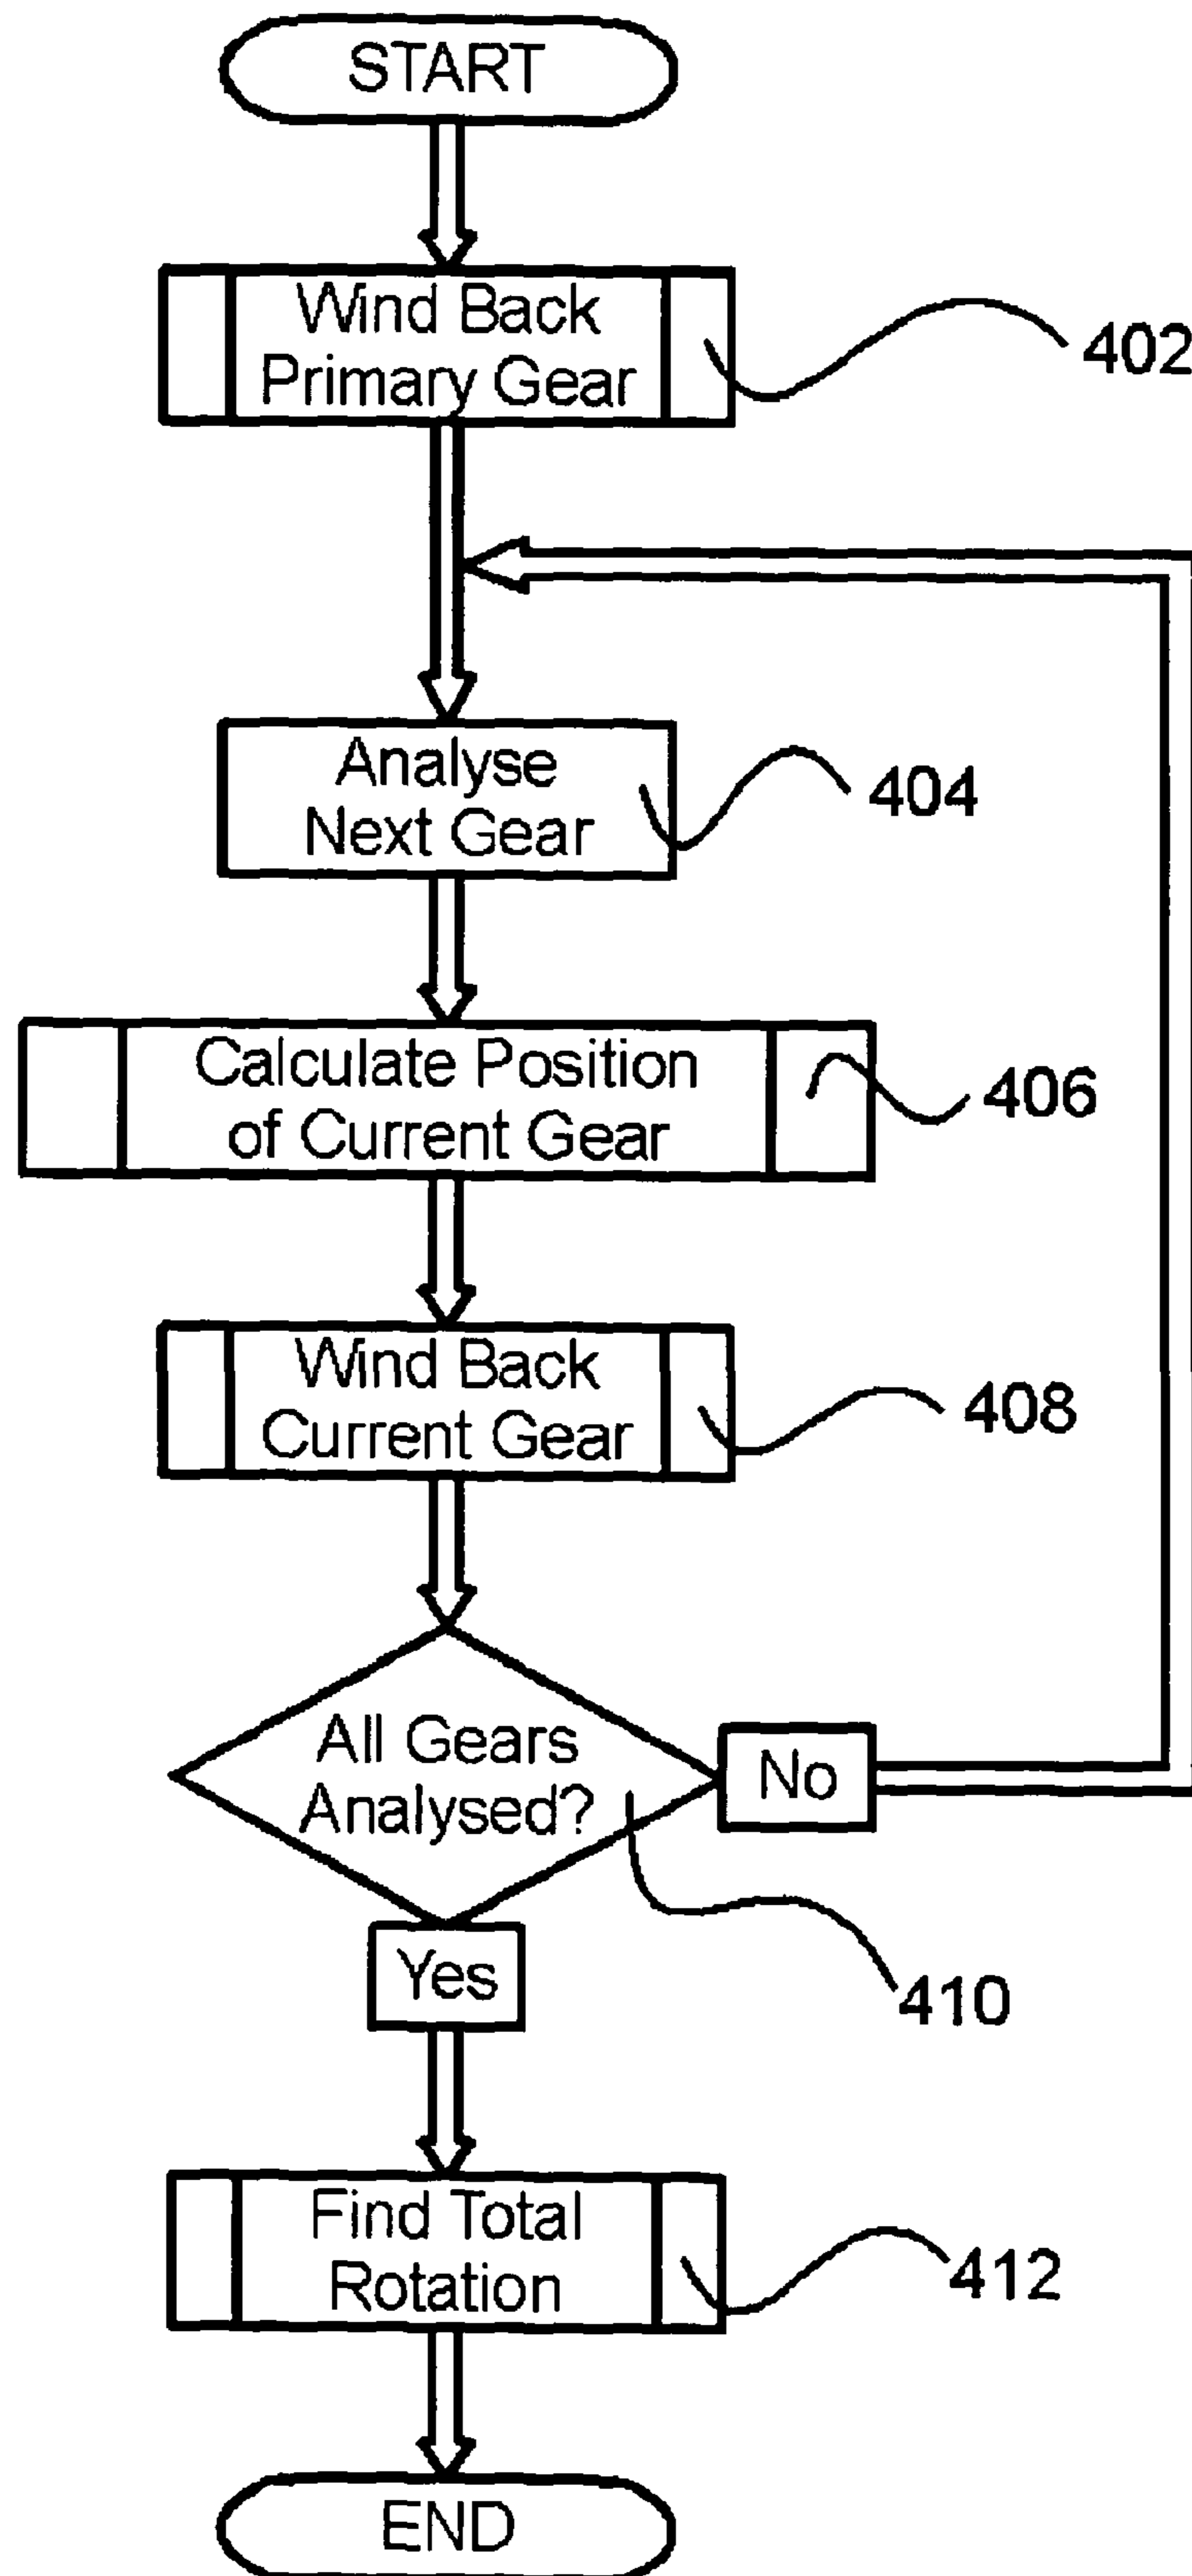 START
Wind Back
Primary Gear
402
Analyse
Next Gear
404
Calculate Position
of Current Gear
406
Wind Back
Current Gear
408
All Gears
Analysed?
No
410
Yes
Find Total
Rotation
412
END